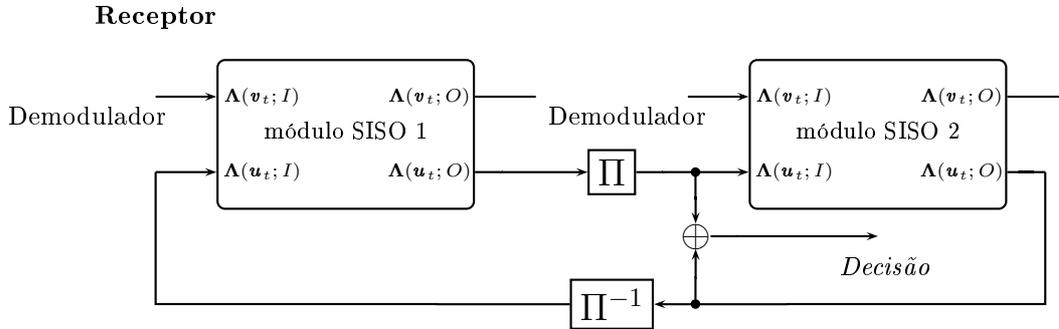 Receptor
Λ(v_t; I) Λ(v_t; O)
Demodulador
módulo SISO 1
Λ(u_t; I) Λ(u_t; O)
Π
Demodulador
Λ(v_t; I) Λ(v_t; O)
módulo SISO 2
Λ(u_t; I) Λ(u_t; O)
Decisão
Π⁻¹